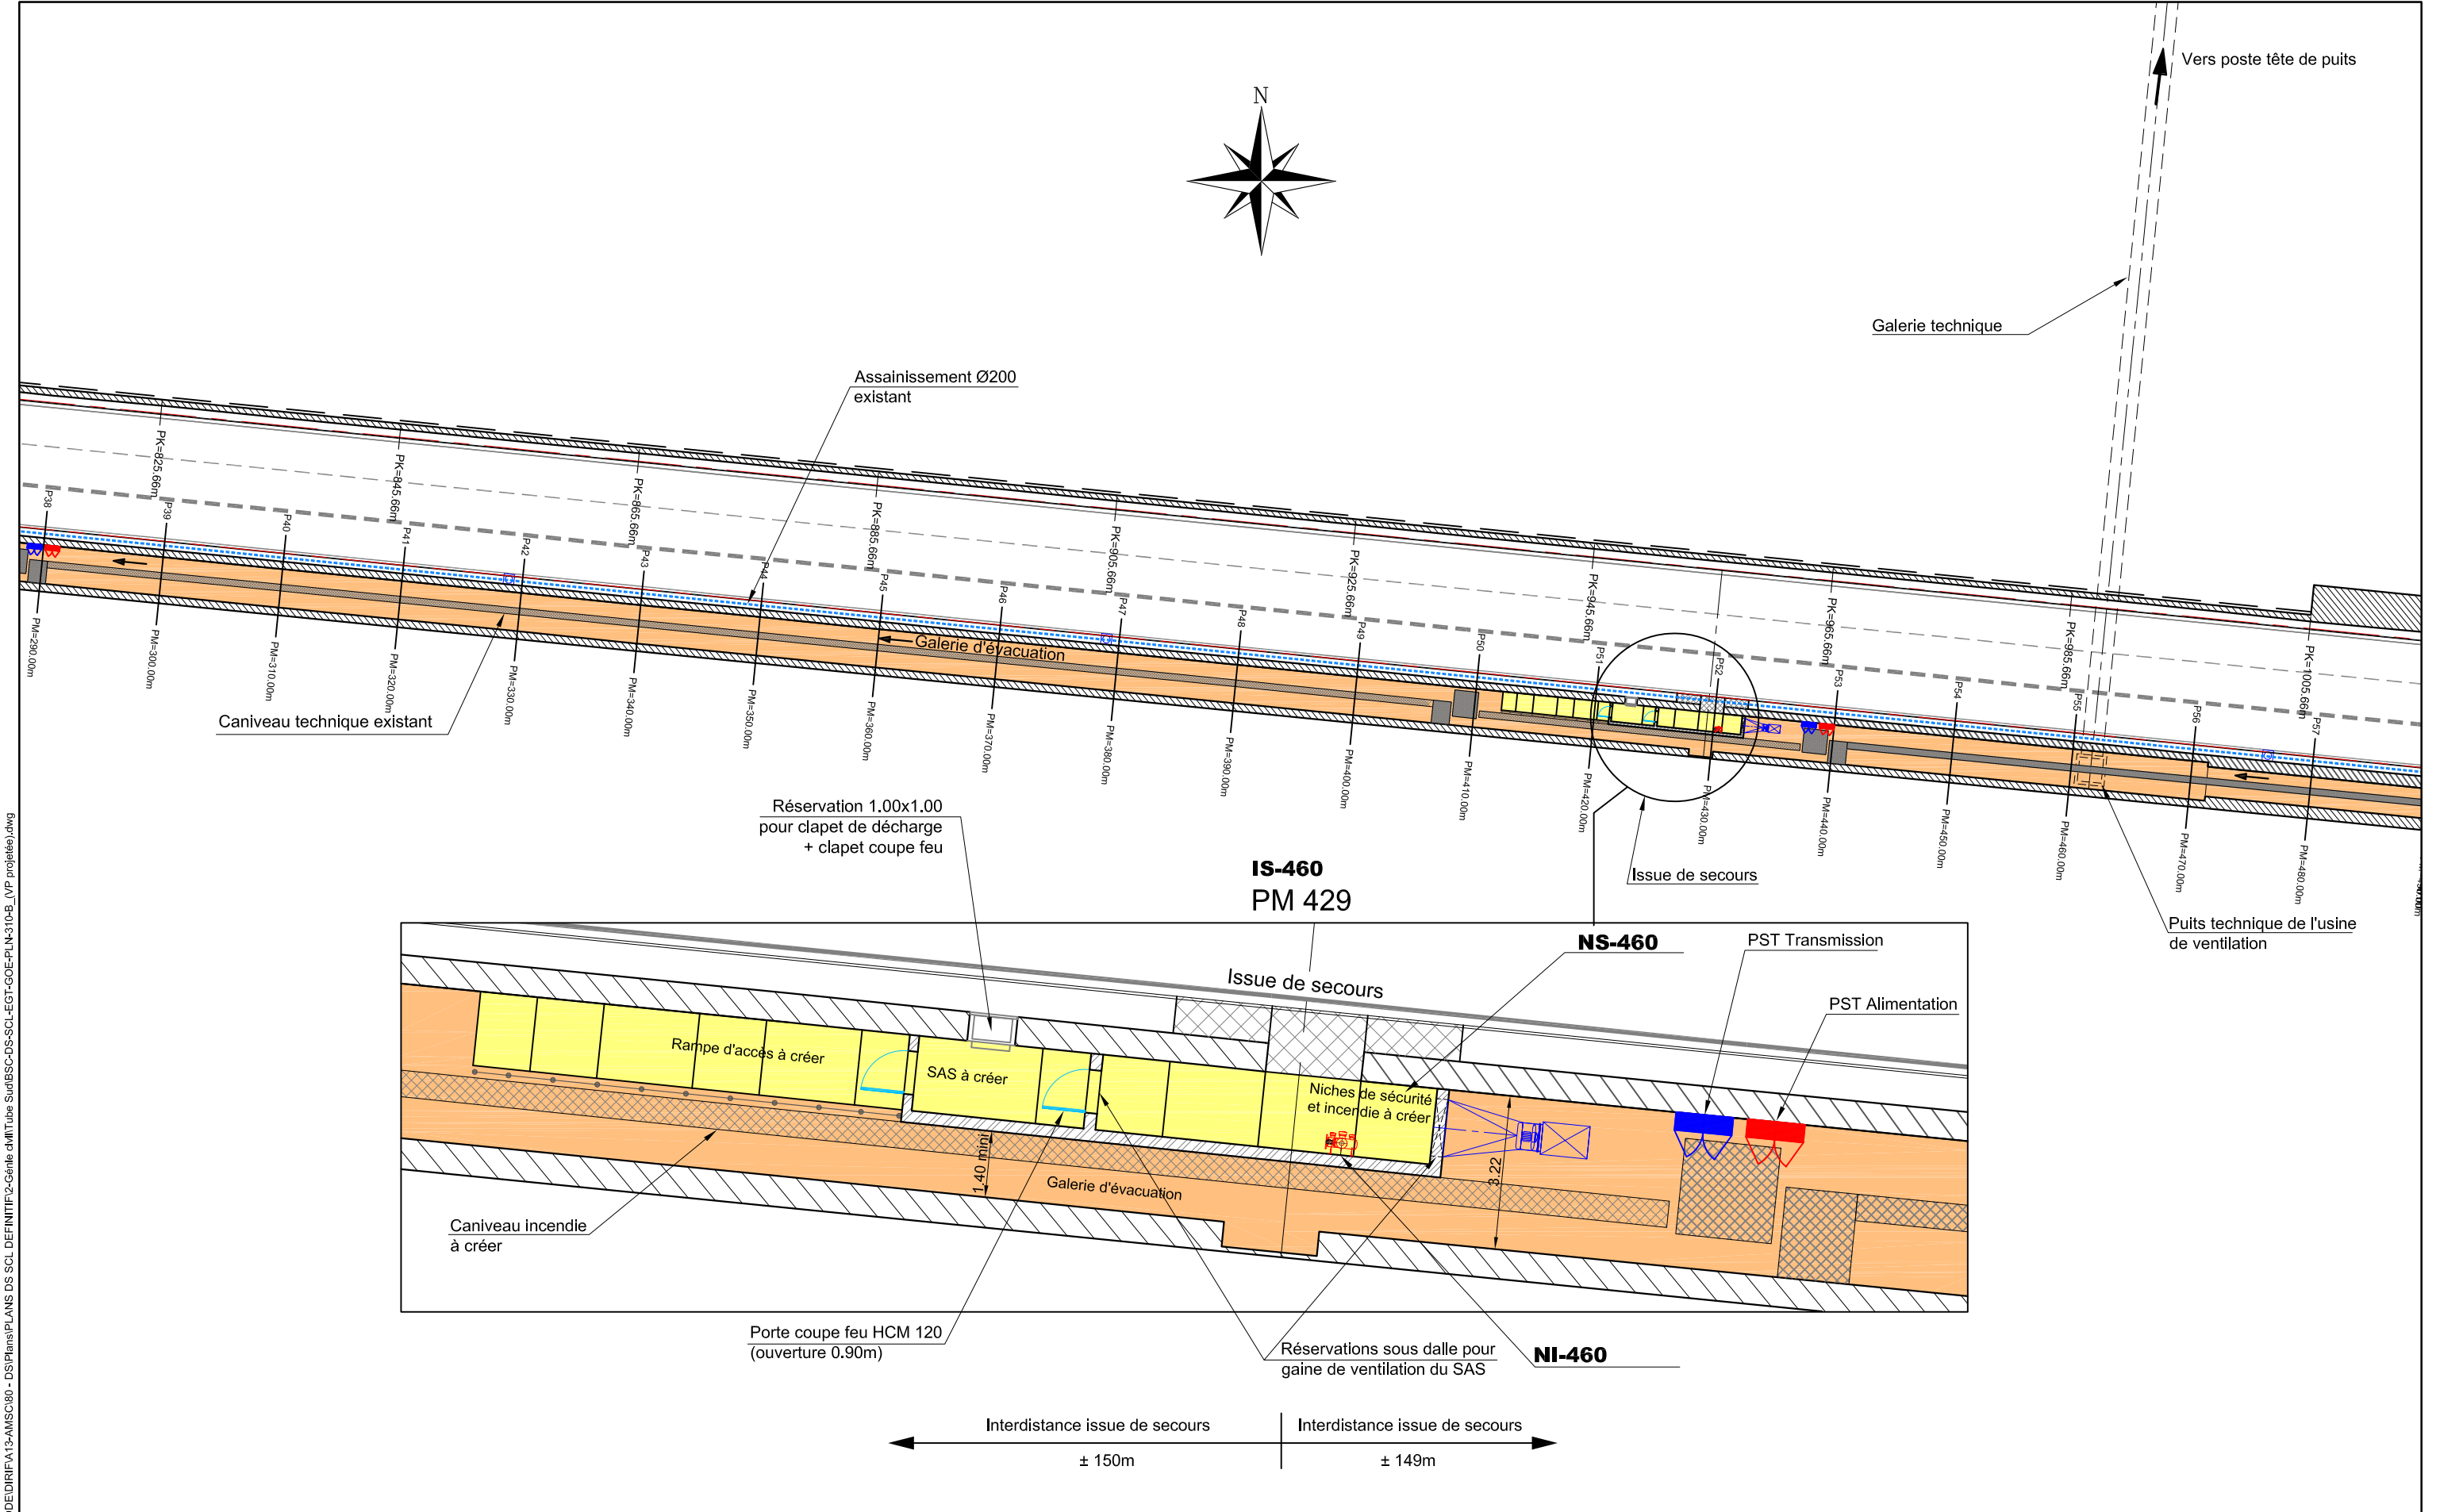 Vers poste tête de puits
N
Galerie technique
Assainissement Ø200
existant
PK=825.66m
PK=845.66m
PK=865.66m
PK=885.66m
PK=905.66m
PK=925.66m
PK=945.66m
PK=965.66m
PK=985.66m
PK=1005.66m
P38
P39
P40
P41
P42
P43
P44
P45
P46
P47
P48
P49
P50
P51
P52
P53
P54
P55
P56
P57
Galerie d'évacuation
PM=290.00m
PM=300.00m
PM=310.00m
PM=320.00m
PM=330.00m
PM=340.00m
PM=350.00m
PM=360.00m
PM=370.00m
PM=380.00m
PM=390.00m
PM=400.00m
PM=410.00m
PM=420.00m
PM=430.00m
PM=440.00m
PM=450.00m
PM=460.00m
PM=470.00m
PM=480.00m
Caniveau technique existant
Réservation 1.00x1.00
pour clapet de décharge
+ clapet coupe feu
IS-460
PM 429
Issue de secours
Puits technique de l'usine
de ventilation
NS-460
PST Transmission
PST Alimentation
Issue de secours
Rampe d'accès à créer
SAS à créer
Niches de sécurité
et incendie à créer
1.40 mini
3.22
Galerie d'évacuation
Caniveau incendie
à créer
Porte coupe feu HCM 120
(ouverture 0.90m)
Réservations sous dalle pour
gaine de ventilation du SAS
NI-460
Interdistance issue de secours
± 150m
Interdistance issue de secours
± 149m